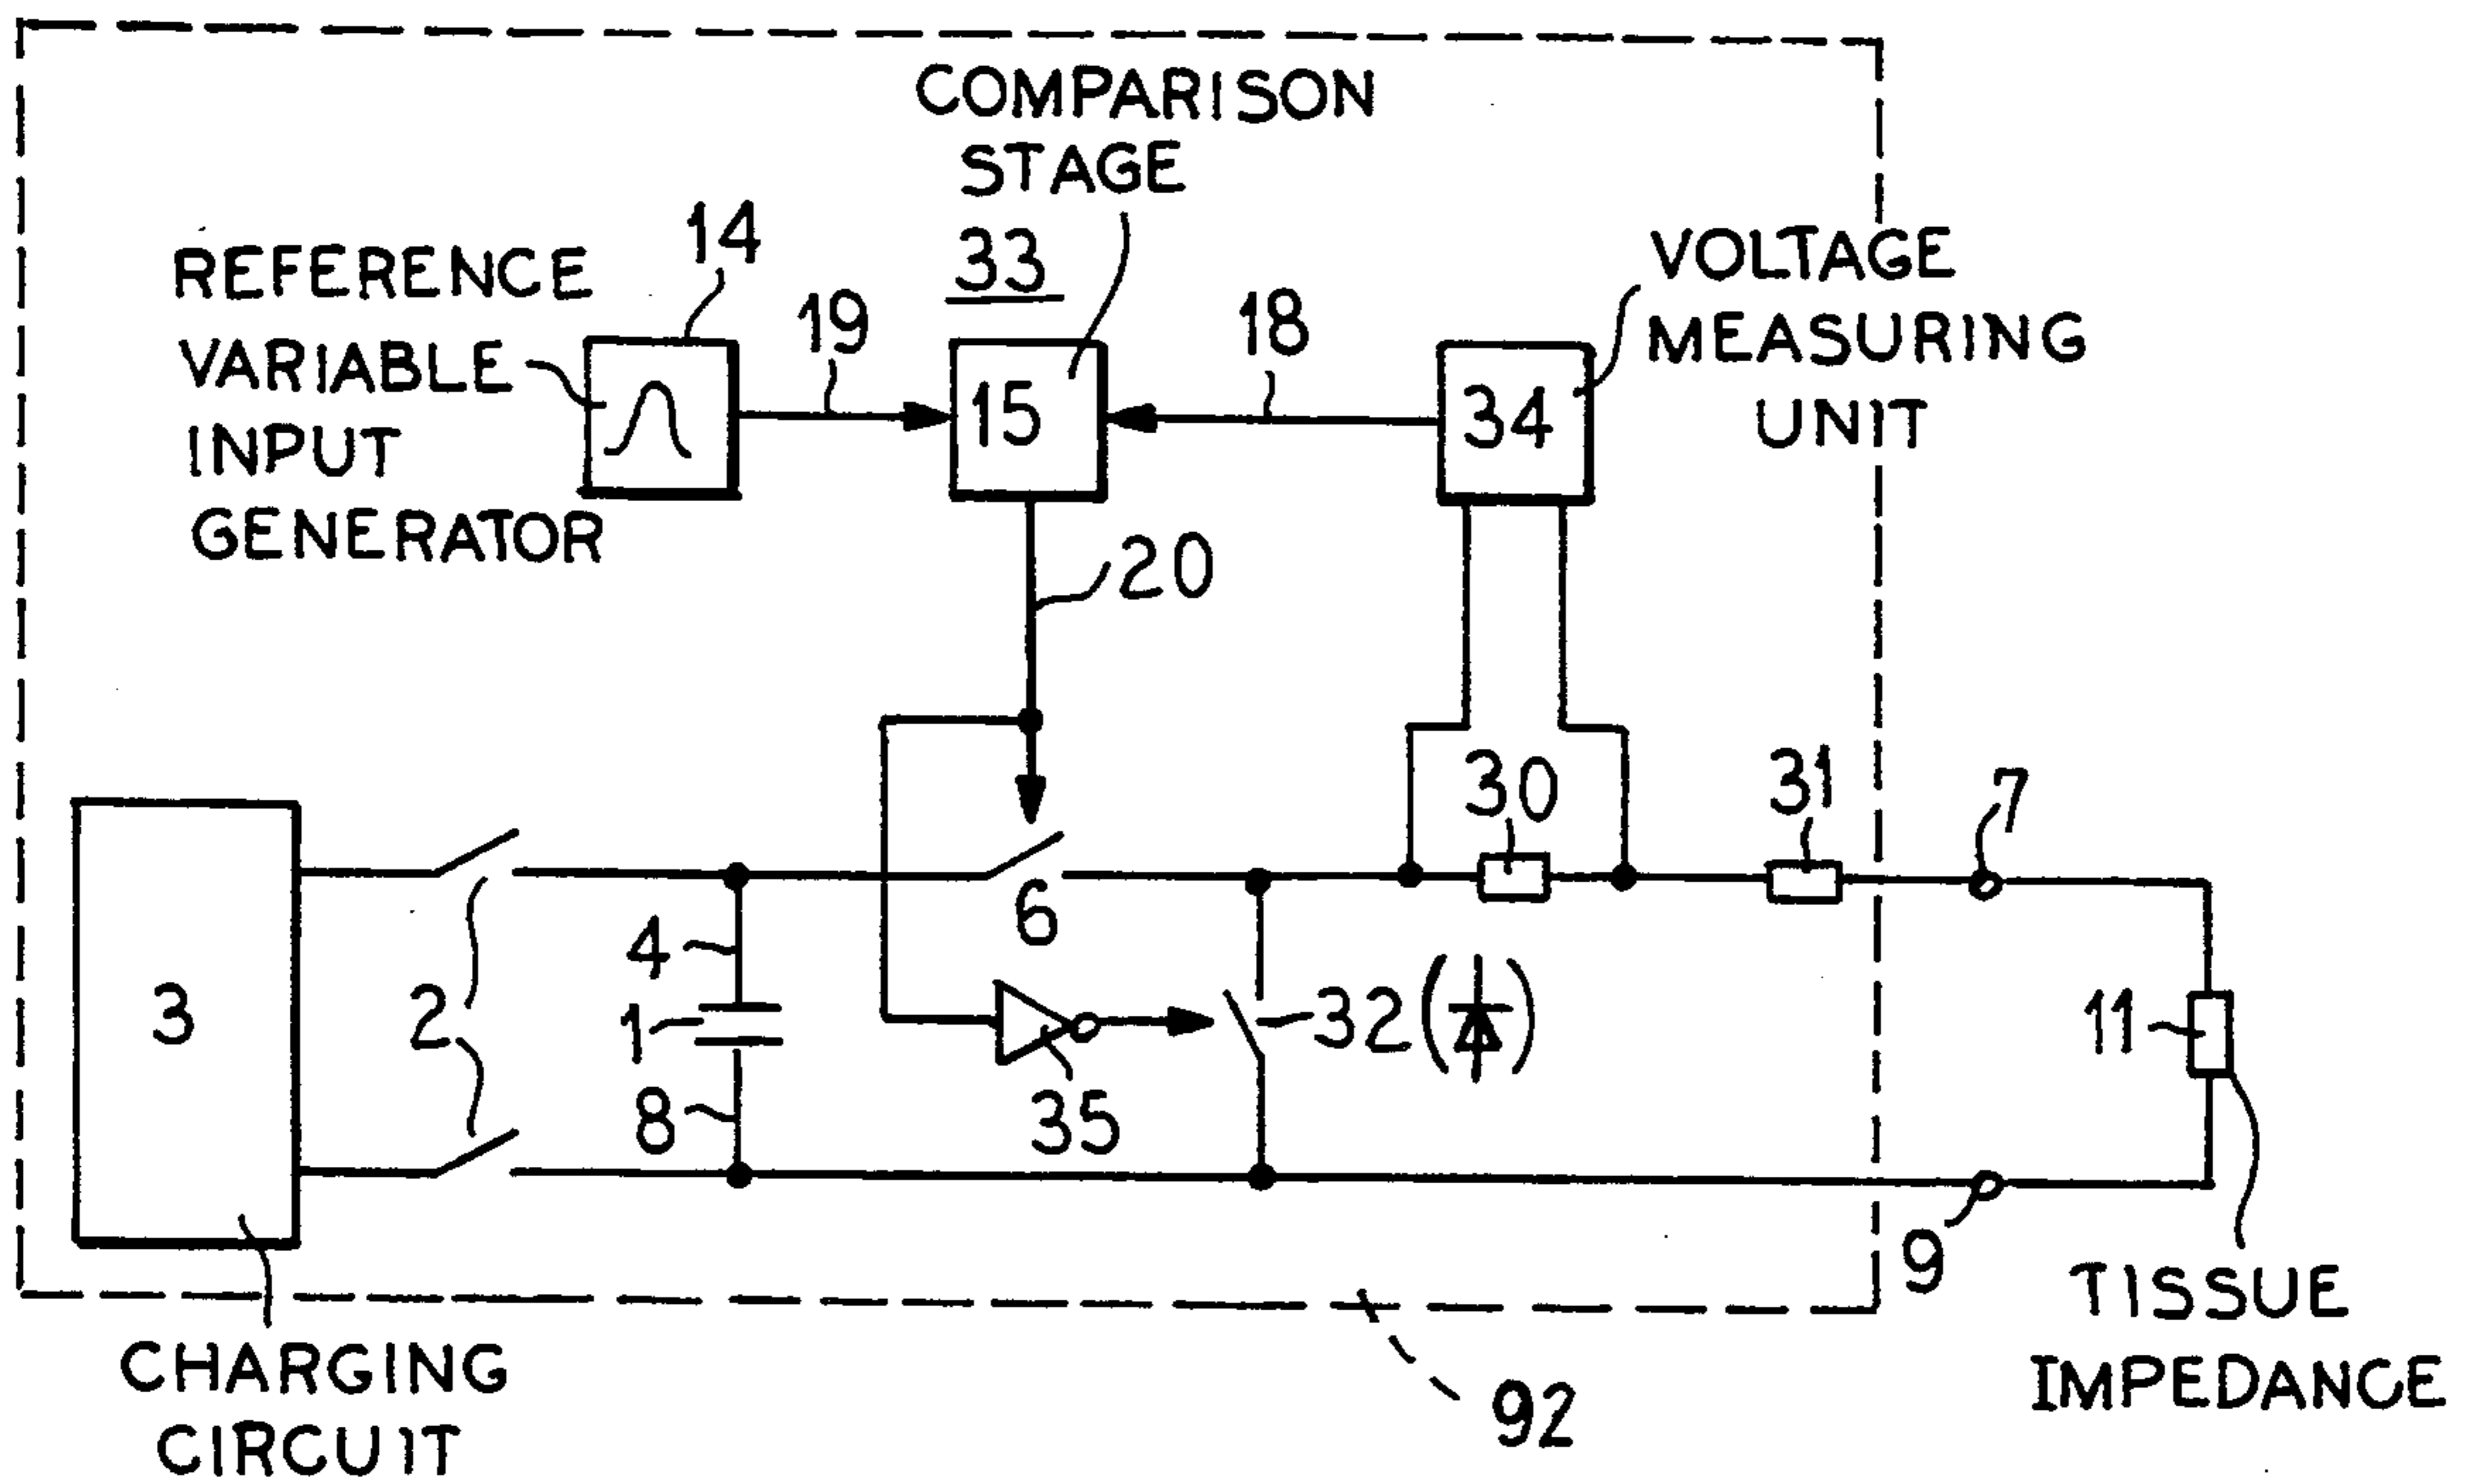 COMPARISON
STAGE
14
33
REFERENCE
VARIABLE
INPUT
GENERATOR
19
15
18
34
VOLTAGE
MEASURING
UNIT
20
30
31
7
6
4
1
8
2
3
35
32
11
9
TISSUE
IMPEDANCE
CHARGING
CIRCUIT
92